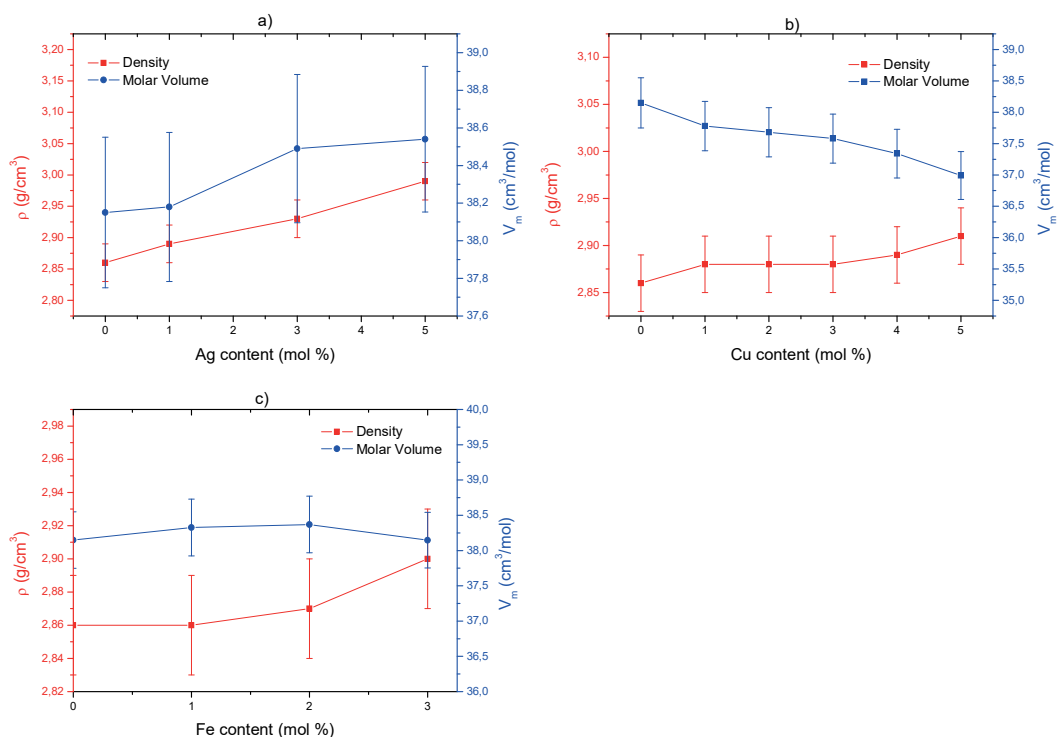 a)
Density
Molar Volume
3,20
3,15
3,10
3,05
3,00
2,95
2,90
2,85
2,80
ρ (g/cm³)
39,0
38,8
38,6
38,4
38,2
38,0
37,8
37,6
Vₘ (cm³/mol)
0 1 2 3 4 5
Ag content (mol %)
b)
Density
Molar Volume
3,10
3,05
3,00
2,95
2,90
2,85
ρ (g/cm³)
39,0
38,5
38,0
37,5
37,0
36,5
36,0
35,5
35,0
Vₘ (cm³/mol)
0 1 2 3 4 5
Cu content (mol %)
c)
Density
Molar Volume
2,98
2,96
2,94
2,92
2,90
2,88
2,86
2,84
2,82
ρ (g/cm³)
40,0
39,5
39,0
38,5
38,0
37,5
37,0
36,5
36,0
Vₘ (cm³/mol)
0 1 2 3
Fe content (mol %)